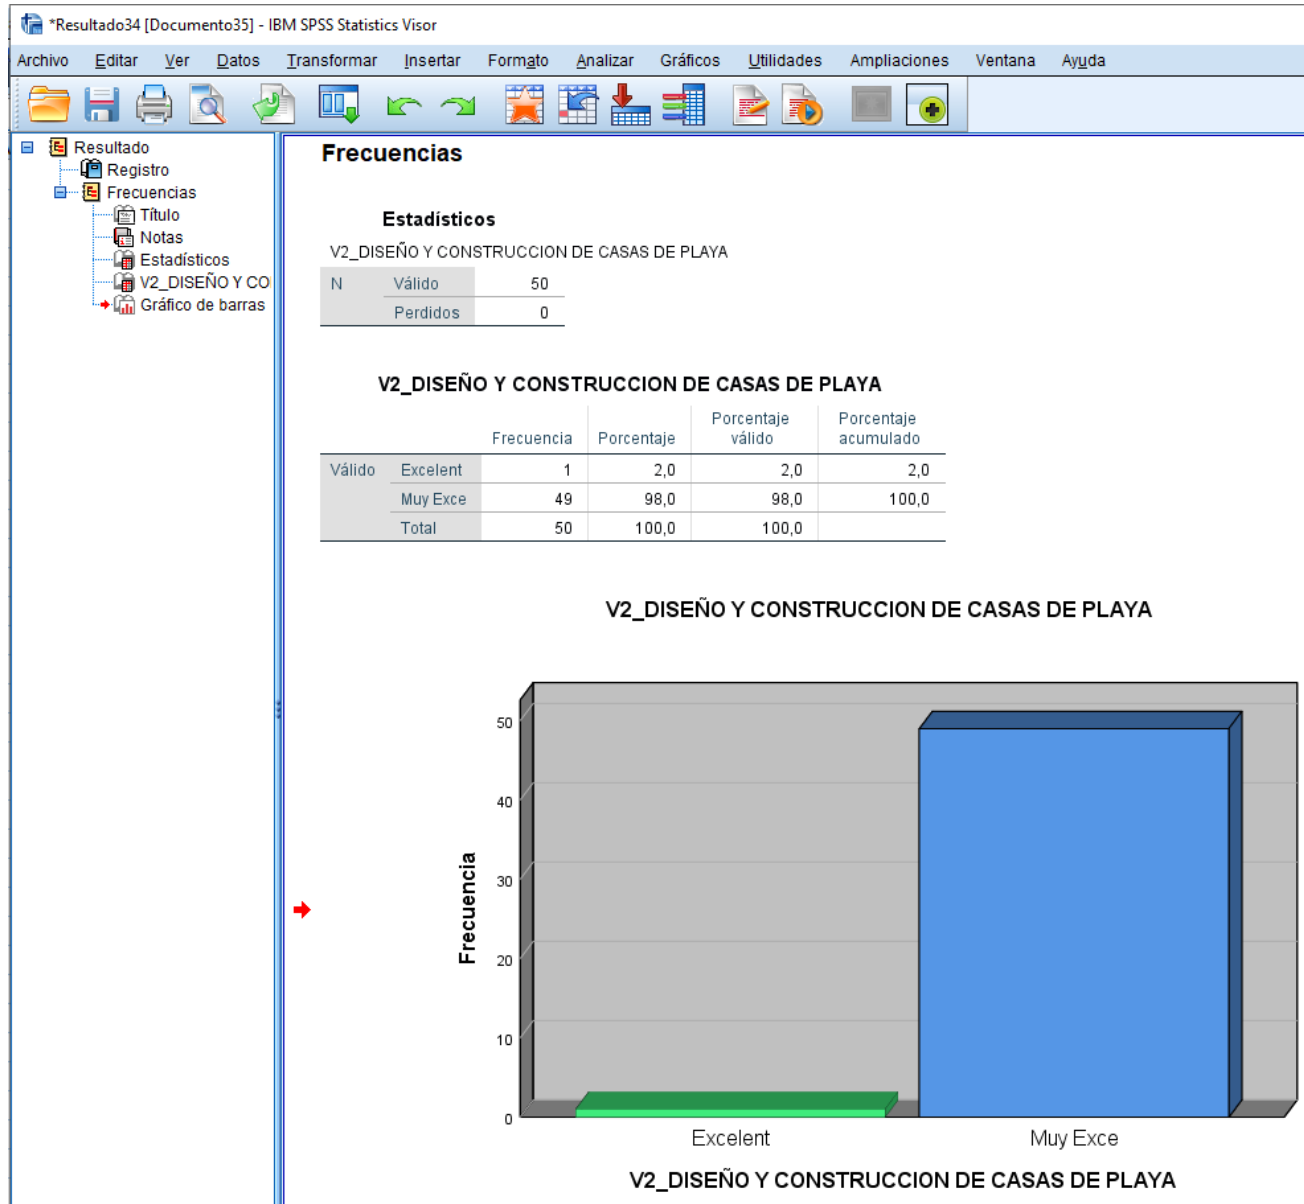 *Resultado34 [Documento35] - IBM SPSS Statistics Visor
Archivo Editar Ver Datos Transformar Insertar Formato Analizar Gráficos Utilidades Ampliaciones Ventana Ayuda
Resultado
Registro
Frecuencias
Título
Notas
Estadísticos
V2_DISEÑO Y CO
Gráfico de barras
Frecuencias
Estadísticos
V2_DISEÑO Y CONSTRUCCION DE CASAS DE PLAYA
N Válido 50
Perdidos 0
V2_DISEÑO Y CONSTRUCCION DE CASAS DE PLAYA
Frecuencia Porcentaje Porcentaje válido Porcentaje acumulado
Válido Excelent 1 2,0 2,0 2,0
Muy Exce 49 98,0 98,0 100,0
Total 50 100,0 100,0
V2_DISEÑO Y CONSTRUCCION DE CASAS DE PLAYA
Frecuencia
50
40
30
20
10
0
Excelent Muy Exce
V2_DISEÑO Y CONSTRUCCION DE CASAS DE PLAYA